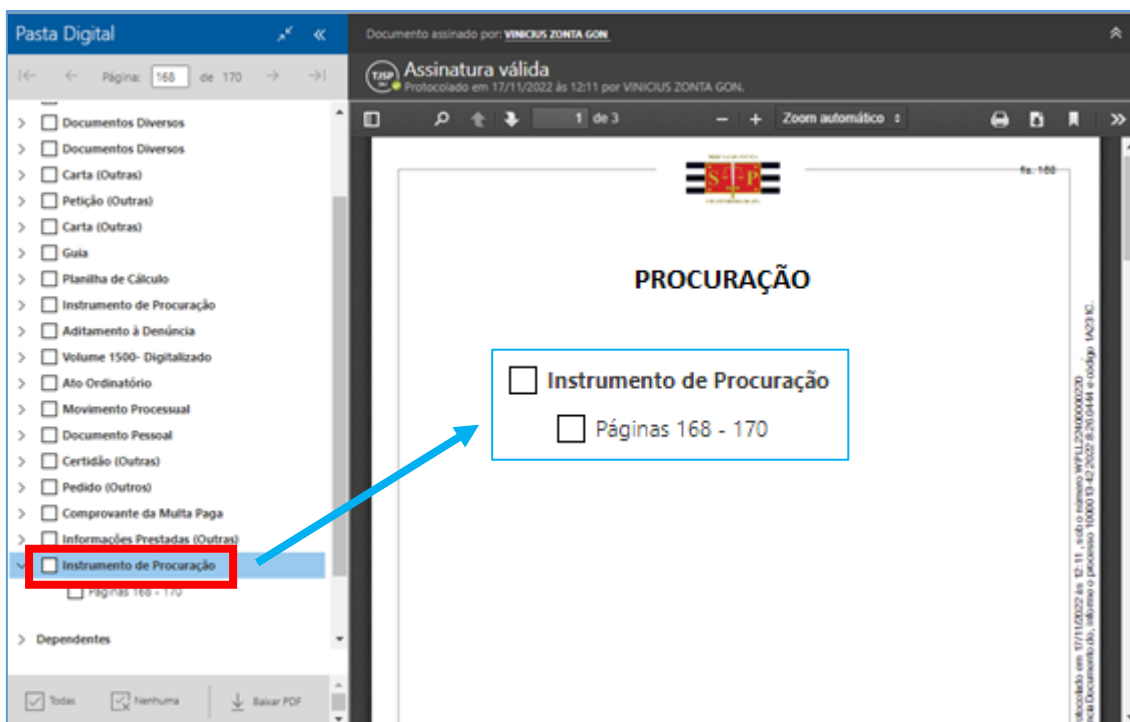 Pasta Digital
Página: 168 de 170
Documentos Diversos
Documentos Diversos
Carta (Outras)
Petição (Outras)
Carta (Outras)
Guia
Planilha de Cálculo
Instrumento de Procuração
Aditamento à Denúncia
Volume 1500- Digitalizado
Ato Ordinatório
Movimento Processual
Documento Pessoal
Certidão (Outras)
Pedido (Outros)
Comprovante da Multa Paga
Informações Prestadas (Outras)
Instrumento de Procuração
Páginas 168 - 170
Dependentes
Todas
Nenhuma
Baixar PDF
Documento assinado por: VINICIUS ZONTA GON
TJSP
Assinatura válida
Protocolado em 17/11/2022 às 12:11 por VINICIUS ZONTA GON.
1 de 3
Zoom automático
S P
fls. 168
PROCURAÇÃO
Instrumento de Procuração
Páginas 168 - 170